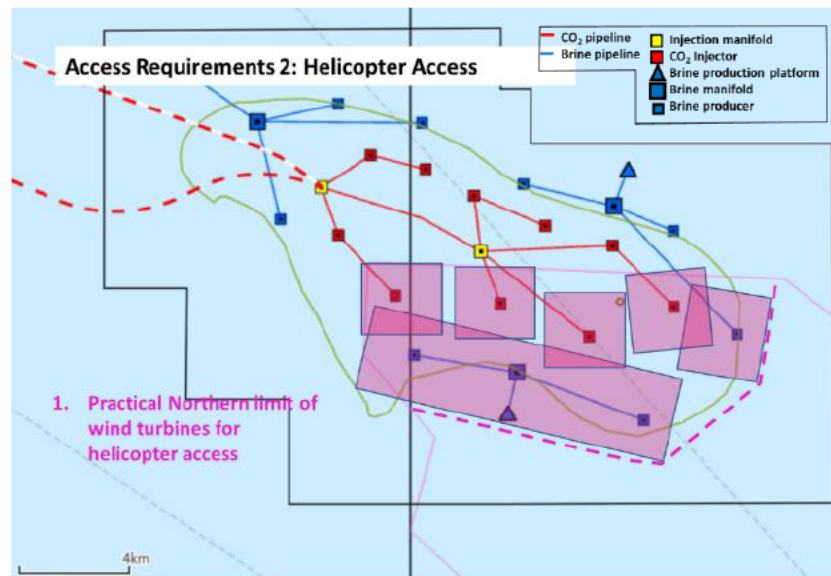 Access Requirements 2: Helicopter Access
CO₂ pipeline
Brine pipeline
Injection manifold
CO₂ Injector
Brine production platform
Brine manifold
Brine producer
1. Practical Northern limit of
wind turbines for
helicopter access
4km